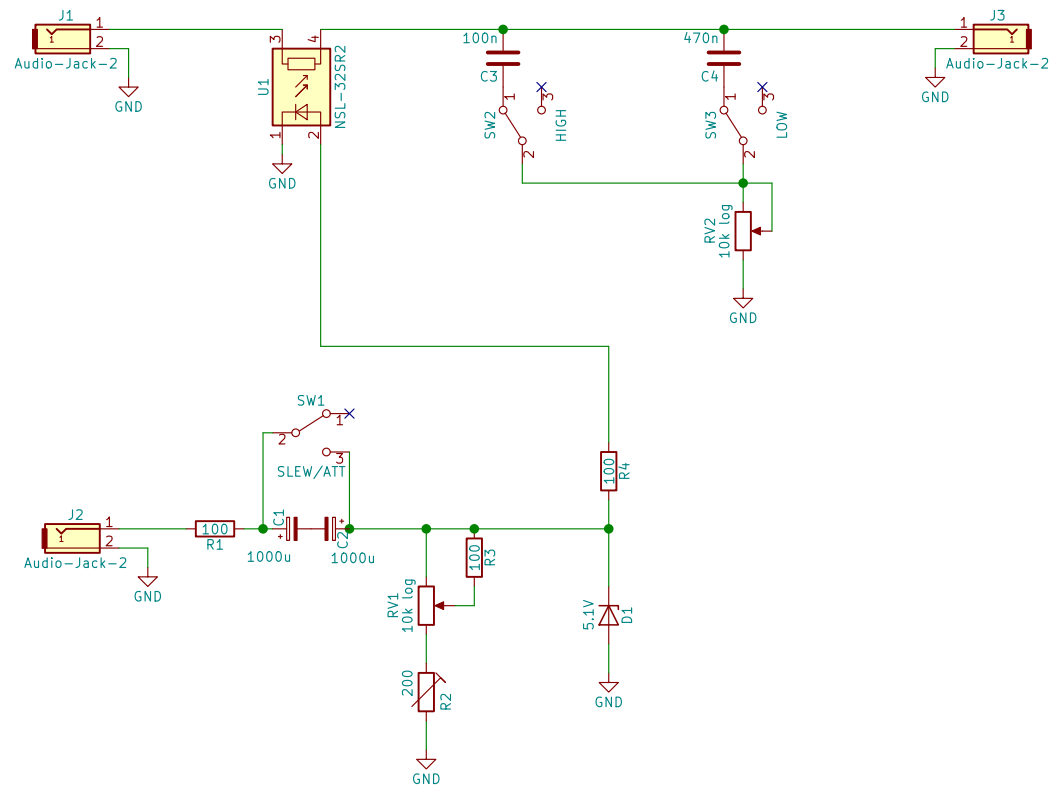 J1
1
2
1
Audio-Jack-2
GND
3
4
U1
NSL-32SR2
1
2
GND
100n
C3
1
3
SW2
HIGH
2
470n
C4
1
3
SW3
LOW
2
J3
1
2
1
Audio-Jack-2
GND
RV2
10k log
GND
SW1
1
2
3
SLEW/ATT
J2
1
2
1
Audio-Jack-2
GND
100
R1
C1
+
1000u
+
C2
1000u
100
R3
100
R4
RV1
10k log
200
R2
GND
5.1V
D1
GND